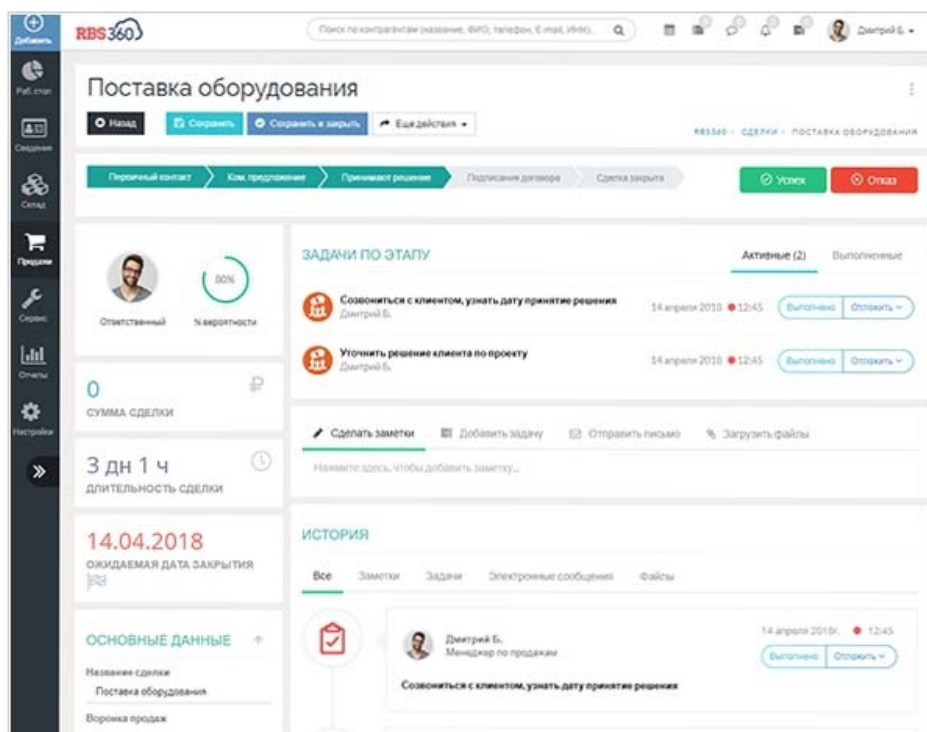 Добавить
RBS360
Поиск по контрагентам (название, ФИО, телефон, E-mail, ИНН)...
Дмитрий Б.
Раб. стол
Сведения
Склад
Продажи
Сервис
Отчеты
Настройки
Поставка оборудования
Назад
Сохранить
Сохранить и закрыть
Еще действия
RBS360 - СДЕЛКИ - ПОСТАВКА ОБОРУДОВАНИЯ
Первичный контакт
Ком. предложение
Принимают решение
Подписание договора
Сделка закрыта
Успех
Отказ
80%
Ответственный
% вероятности
0
СУММА СДЕЛКИ
3 дн 1 ч
ДЛИТЕЛЬНОСТЬ СДЕЛКИ
14.04.2018
ОЖИДАЕМАЯ ДАТА ЗАКРЫТИЯ
ОСНОВНЫЕ ДАННЫЕ
Название сделки
Поставка оборудования
Воронка продаж
ЗАДАЧИ ПО ЭТАПУ
Активные (2)
Выполненные
Созвониться с клиентом, узнать дату принятие решения
Дмитрий Б.
14 апреля 2018 12:45
Выполнено
Отложить
Уточнить решение клиента по проекту
Дмитрий Б.
14 апреля 2018 12:45
Выполнено
Отложить
Сделать заметки
Добавить задачу
Отправить письмо
Загрузить файлы
Нажмите здесь, чтобы добавить заметку...
ИСТОРИЯ
Все
Заметки
Задачи
Электронные сообщения
Файлы
Дмитрий Б.
Менеджер по продажам
14 апреля 2018г. 12:45
Выполнено
Отложить
Созвониться с клиентом, узнать дату принятие решения